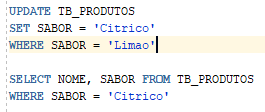 UPDATE TB_PRODUTOS
SET SABOR = 'Citrico'
WHERE SABOR = 'Limao'
SELECT NOME, SABOR FROM TB_PRODUTOS
WHERE SABOR = 'Citrico'